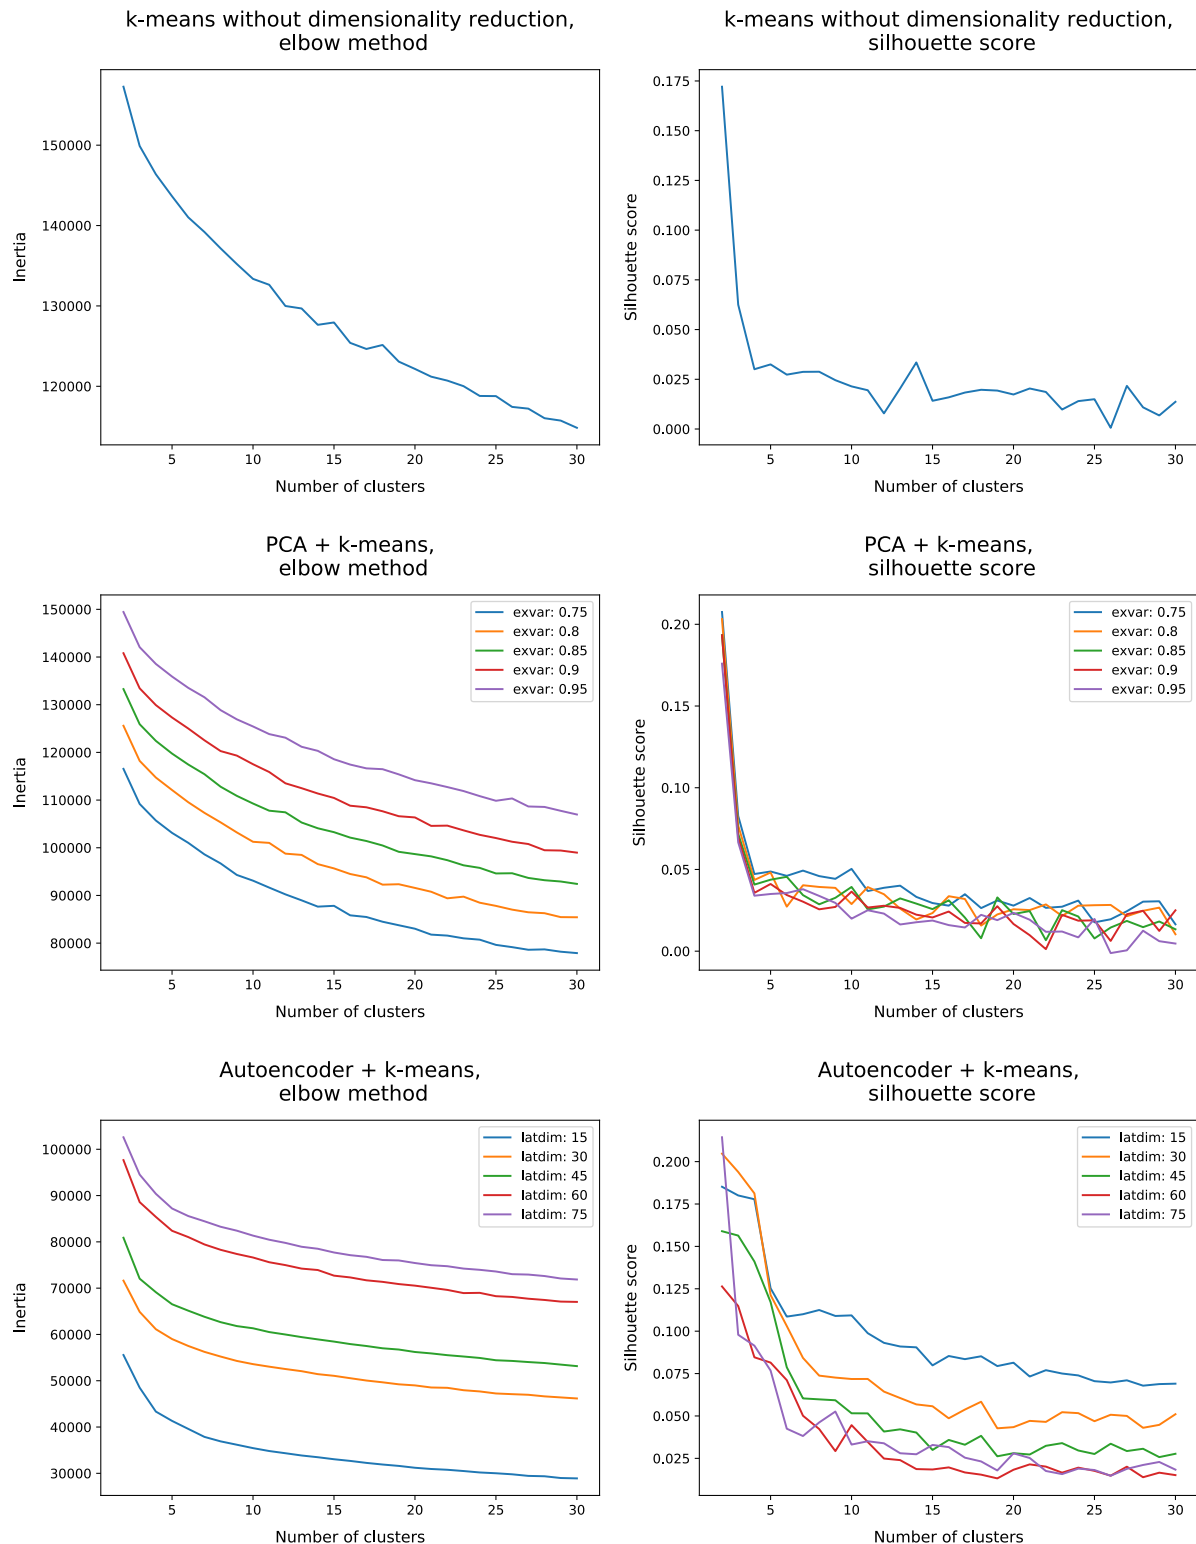 k-means without dimensionality reduction,
elbow method
150000
140000
130000
120000
Inertia
5
10
15
20
25
30
Number of clusters
k-means without dimensionality reduction,
silhouette score
0.175
0.150
0.125
0.100
0.075
0.050
0.025
0.000
Silhouette score
5
10
15
20
25
30
Number of clusters
PCA + k-means,
elbow method
150000
140000
130000
120000
110000
100000
90000
80000
Inertia
exvar: 0.75
exvar: 0.8
exvar: 0.85
exvar: 0.9
exvar: 0.95
5
10
15
20
25
30
Number of clusters
PCA + k-means,
silhouette score
0.20
0.15
0.10
0.05
0.00
Silhouette score
exvar: 0.75
exvar: 0.8
exvar: 0.85
exvar: 0.9
exvar: 0.95
5
10
15
20
25
30
Number of clusters
Autoencoder + k-means,
elbow method
100000
90000
80000
70000
60000
50000
40000
30000
Inertia
latdim: 15
latdim: 30
latdim: 45
latdim: 60
latdim: 75
5
10
15
20
25
30
Number of clusters
Autoencoder + k-means,
silhouette score
0.200
0.175
0.150
0.125
0.100
0.075
0.050
0.025
Silhouette score
latdim: 15
latdim: 30
latdim: 45
latdim: 60
latdim: 75
5
10
15
20
25
30
Number of clusters